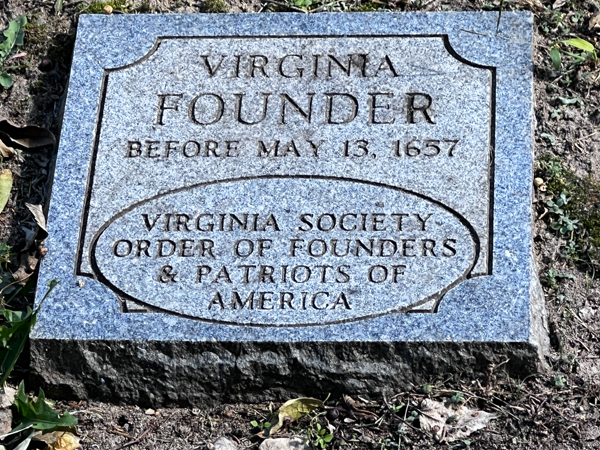 VIRGINIA
FOUNDER
BEFORE MAY 13, 1657
VIRGINIA SOCIETY
ORDER OF FOUNDERS
& PATRIOTS OF
AMERICA